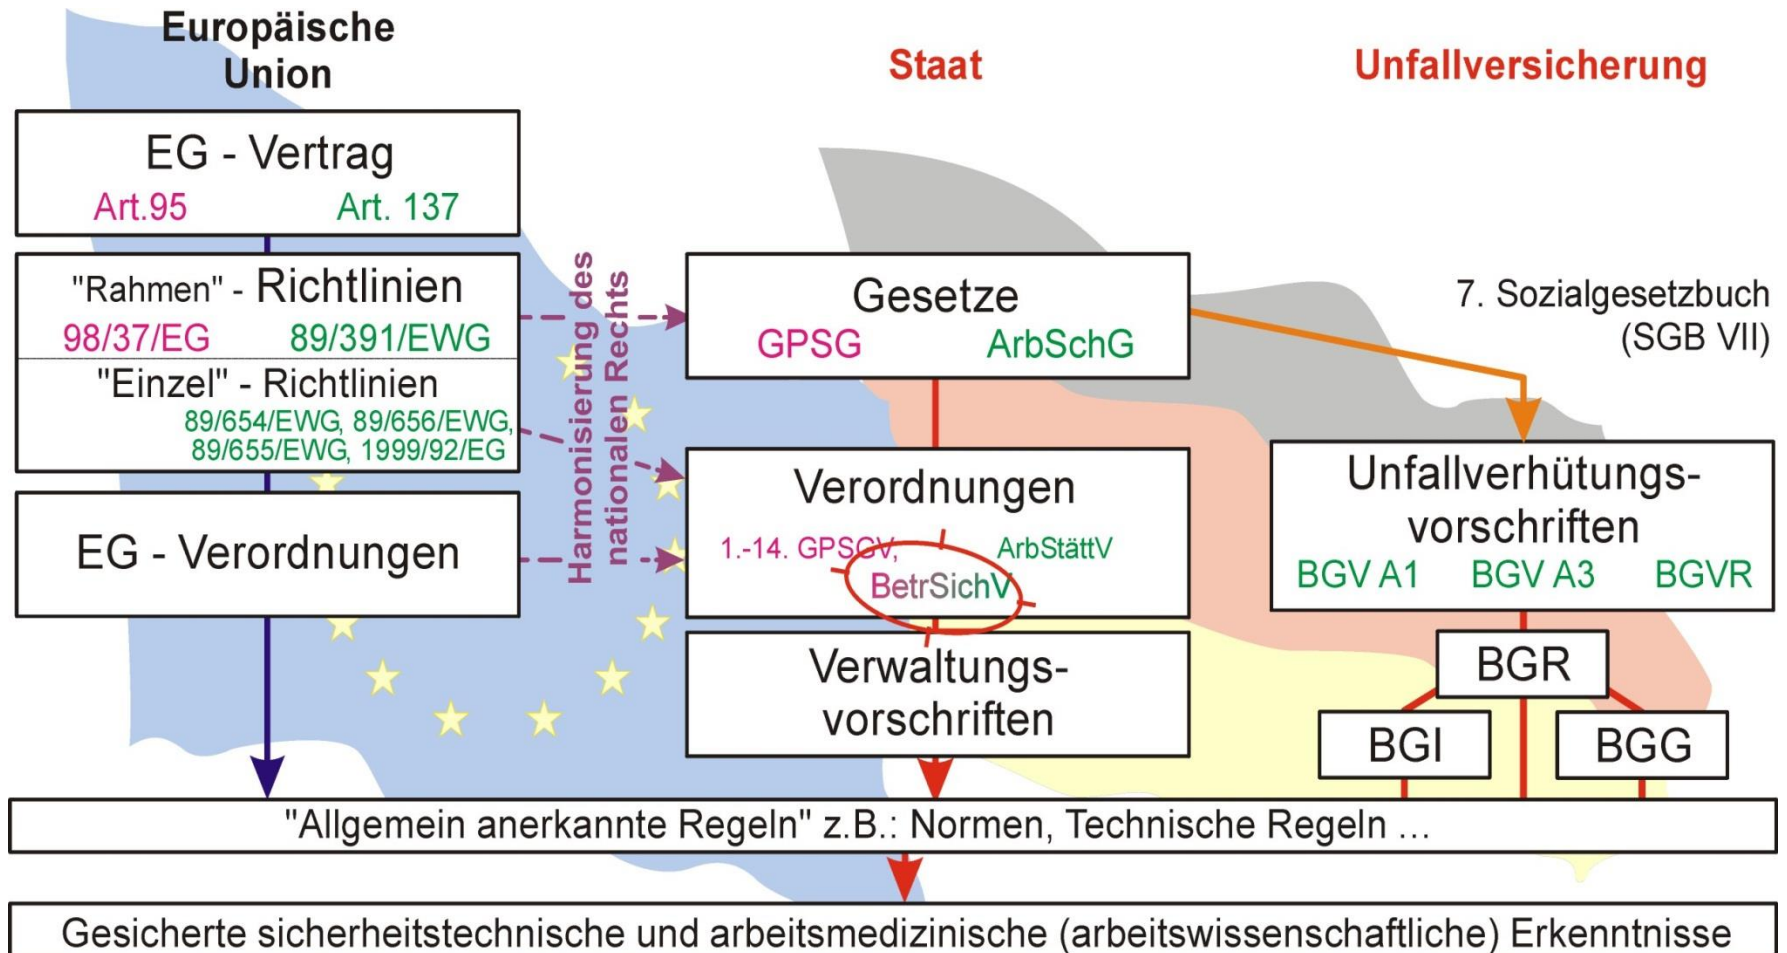 Europäische
Union
Staat
Unfallversicherung
EG - Vertrag
Art.95 Art. 137
"Rahmen" - Richtlinien
98/37/EG 89/391/EWG
"Einzel" - Richtlinien
89/654/EWG, 89/656/EWG,
89/655/EWG, 1999/92/EG
EG - Verordnungen
Harmonisierung des
nationalen Rechts
Gesetze
GPSG ArbSchG
Verordnungen
1.-14. GPSGV, ArbStättV
BetrSichV
Verwaltungs-
vorschriften
7. Sozialgesetzbuch
(SGB VII)
Unfallverhütungs-
vorschriften
BGV A1 BGV A3 BGVR
BGR
BGI BGG
"Allgemein anerkannte Regeln" z.B.: Normen, Technische Regeln ...
Gesicherte sicherheitstechnische und arbeitsmedizinische (arbeitswissenschaftliche) Erkenntnisse